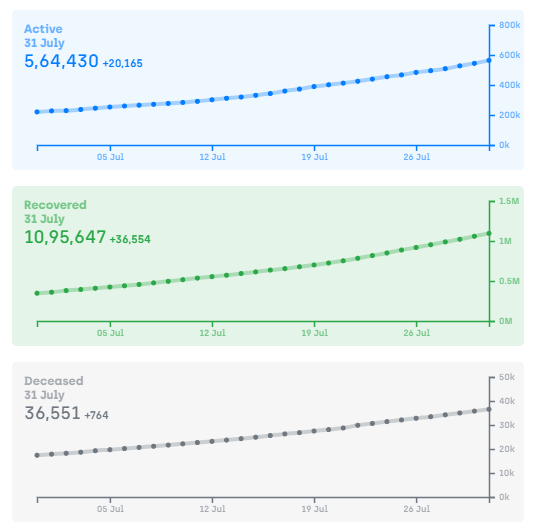 Active
31 July
5,64,430 +20,165
800k
600k
400k
200k
0k
05 Jul 12 Jul 19 Jul 26 Jul
Recovered
31 July
10,95,647 +36,554
1.5M
1M
0.5M
0M
05 Jul 12 Jul 19 Jul 26 Jul
Deceased
31 July
36,551 +764
50k
40k
30k
20k
10k
0k
05 Jul 12 Jul 19 Jul 26 Jul